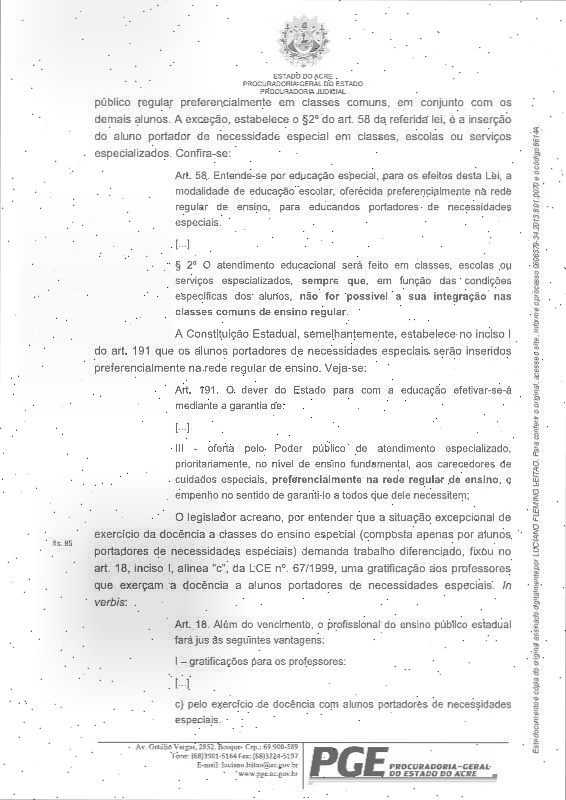 ESTADO DO ACRE
PROCURADORIA-GERAL DO ESTADO
PROCURADORIA JUDICIAL
público regular preferencialmente em classes comuns, em conjunto com os
demais alunos. A exceção, estabelece o §2º do art. 58 da referida lei, é a inserção
do aluno portador de necessidade especial em classes, escolas ou serviços
especializados. Confira-se:
Art. 58. Entende-se por educação especial, para os efeitos desta Lei, a
modalidade de educação escolar, oferecida preferencialmente na rede
regular de ensino, para educandos portadores de necessidades
especiais.
[...]
§ 2º O atendimento educacional será feito em classes, escolas ou
serviços especializados, sempre que, em função das condições
específicas dos alunos, não for possível a sua integração nas
classes comuns de ensino regular.
A Constituição Estadual, semelhantemente, estabelece no inciso I
do art. 191 que os alunos portadores de necessidades especiais serão inseridos
preferencialmente na rede regular de ensino. Veja-se:
Art. 191. O dever do Estado para com a educação efetivar-se-á
mediante a garantia de:
[...]
III - oferta pelo Poder público de atendimento especializado,
prioritariamente, no nível de ensino fundamental, aos carecedores de
cuidados especiais, preferencialmente na rede regular de ensino, o
empenho no sentido de garanti-lo a todos que dele necessitem;
O legislador acreano, por entender que a situação excepcional de
exercício da docência a classes do ensino especial (composta apenas por alunos
fls. 85
portadores de necessidades especiais) demanda trabalho diferenciado, fixou no
art. 18, inciso I, alínea "c", da LCE nº. 67/1999, uma gratificação aos professores
que exerçam a docência a alunos portadores de necessidades especiais. In
verbis:
Art. 18. Além do vencimento, o profissional do ensino público estadual
fará jus às seguintes vantagens:
I – gratificações para os professores:
[...]
c) pelo exercício de docência com alunos portadores de necessidades
especiais.
Av. Getúlio Vargas, 2852. Bosque- Cep.: 69.900-589
Fone: (68)3901-5164 Fax: (68)3224-5197
E-mail: luciano.leitao@ac.gov.br
www.pge.ac.gov.br
PGE PROCURADORIA-GERAL
DO ESTADO DO ACRE
Este documento é cópia do original assinado digitalmente por LUCIANO FLEMING LEITAO. Para conferir o original, acesse o site, informe o processo